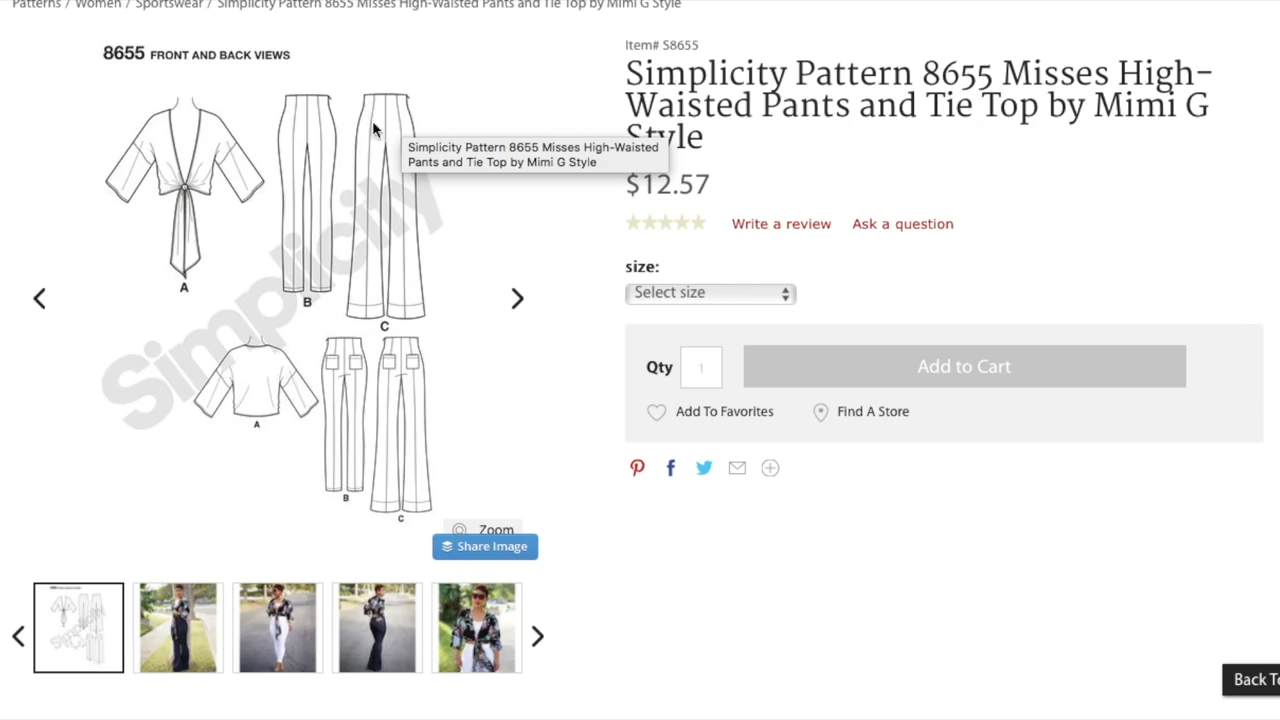 Patterns / Women / Sportswear / Simplicity Pattern 8655 Misses High-Waisted Pants and Tie Top by Mimi G Style
8655 FRONT AND BACK VIEWS
A
B
C
A
B
C
Simplicity
Simplicity Pattern 8655 Misses High-Waisted
Pants and Tie Top by Mimi G Style
Zoom
Share Image
Item# S8655
Simplicity Pattern 8655 Misses High-
Waisted Pants and Tie Top by Mimi G
Style
$12.57
Write a review Ask a question
size:
Select size
Qty 1 Add to Cart
Add To Favorites Find A Store
Back To